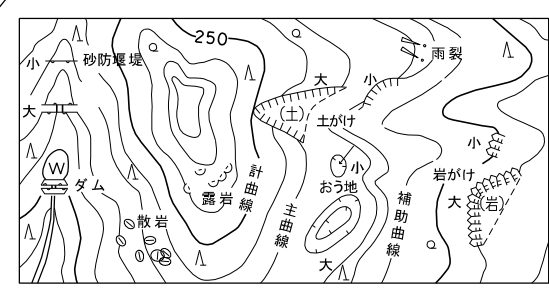 250
小 砂防堰堤
大
W
ダム
散岩
露岩
計曲線
主曲線
大
(土)
土がけ
小
おう地
大
小
雨裂
補助曲線
小
岩がけ
大
(岩)